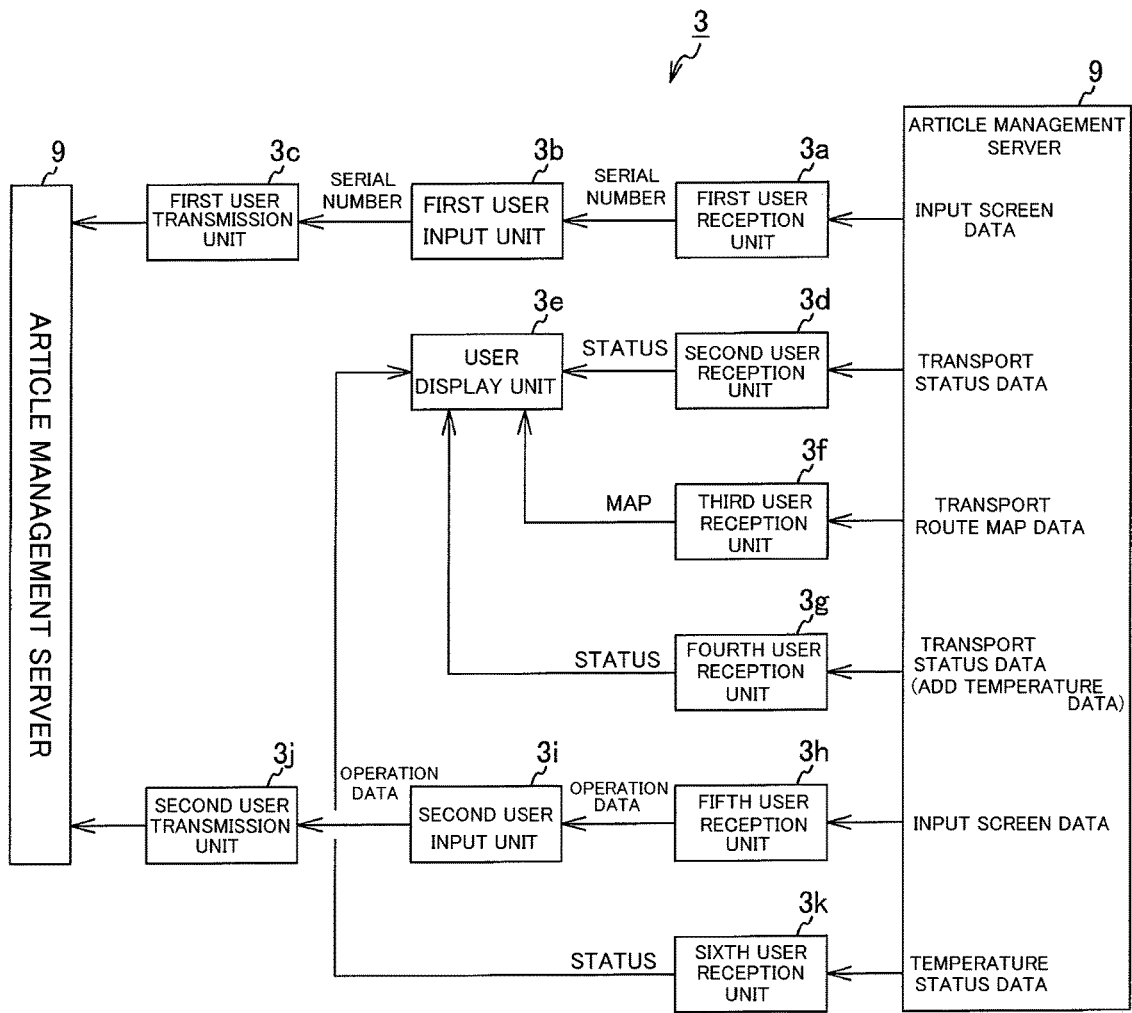 3
9
ARTICLE MANAGEMENT
SERVER
9
ARTICLE MANAGEMENT SERVER
3c
FIRST USER
TRANSMISSION
UNIT
SERIAL
NUMBER
3b
FIRST USER
INPUT UNIT
SERIAL
NUMBER
3a
FIRST USER
RECEPTION
UNIT
INPUT SCREEN
DATA
3e
USER
DISPLAY UNIT
STATUS
3d
SECOND USER
RECEPTION
UNIT
TRANSPORT
STATUS DATA
MAP
3f
THIRD USER
RECEPTION
UNIT
TRANSPORT
ROUTE MAP DATA
STATUS
3g
FOURTH USER
RECEPTION
UNIT
TRANSPORT
STATUS DATA
(ADD TEMPERATURE
DATA)
3j
SECOND USER
TRANSMISSION
UNIT
OPERATION
DATA
3i
SECOND USER
INPUT UNIT
OPERATION
DATA
3h
FIFTH USER
RECEPTION
UNIT
INPUT SCREEN DATA
STATUS
3k
SIXTH USER
RECEPTION
UNIT
TEMPERATURE
STATUS DATA